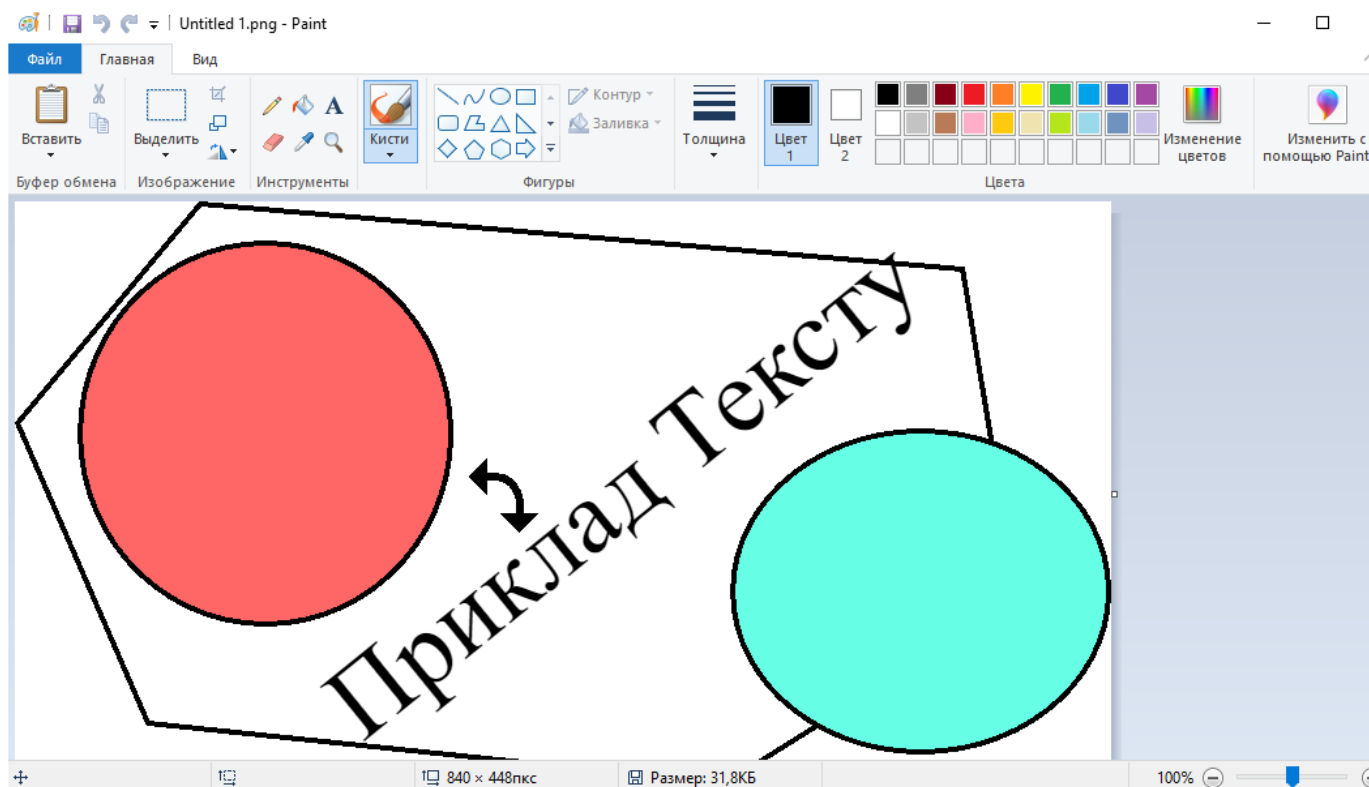 Untitled 1.png - Paint
Файл Главная Вид
Вставить
Выделить
A
Кисти
Контур
Заливка
Толщина
Цвет 1
Цвет 2
Изменение цветов
Изменить с помощью Paint
Буфер обмена Изображение Инструменты Фигуры Цвета
Приклад Тексту
840 × 448пкс Размер: 31,8КБ 100%